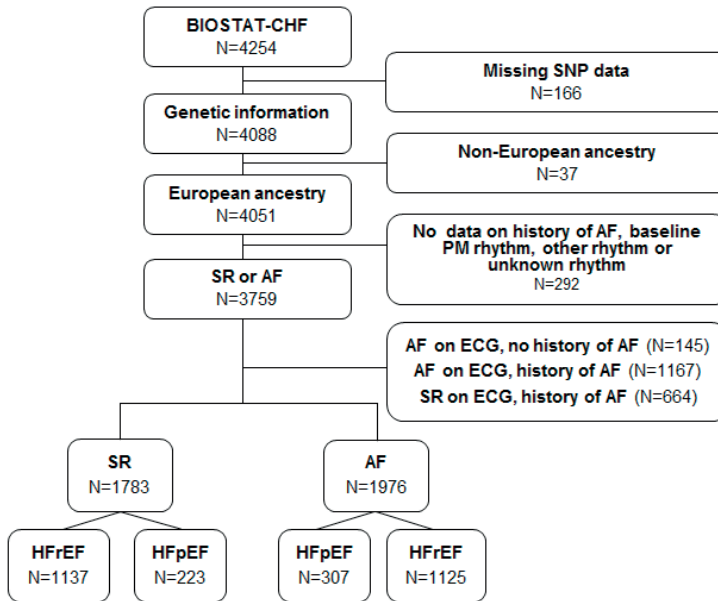 BIOSTAT-CHF
N=4254
Missing SNP data
N=166
Genetic information
N=4088
Non-European ancestry
N=37
European ancestry
N=4051
No data on history of AF, baseline
PM rhythm, other rhythm or
unknown rhythm
N=292
SR or AF
N=3759
AF on ECG, no history of AF (N=145)
AF on ECG, history of AF (N=1167)
SR on ECG, history of AF (N=664)
SR
N=1783
AF
N=1976
HFrEF
N=1137
HFpEF
N=223
HFpEF
N=307
HFrEF
N=1125